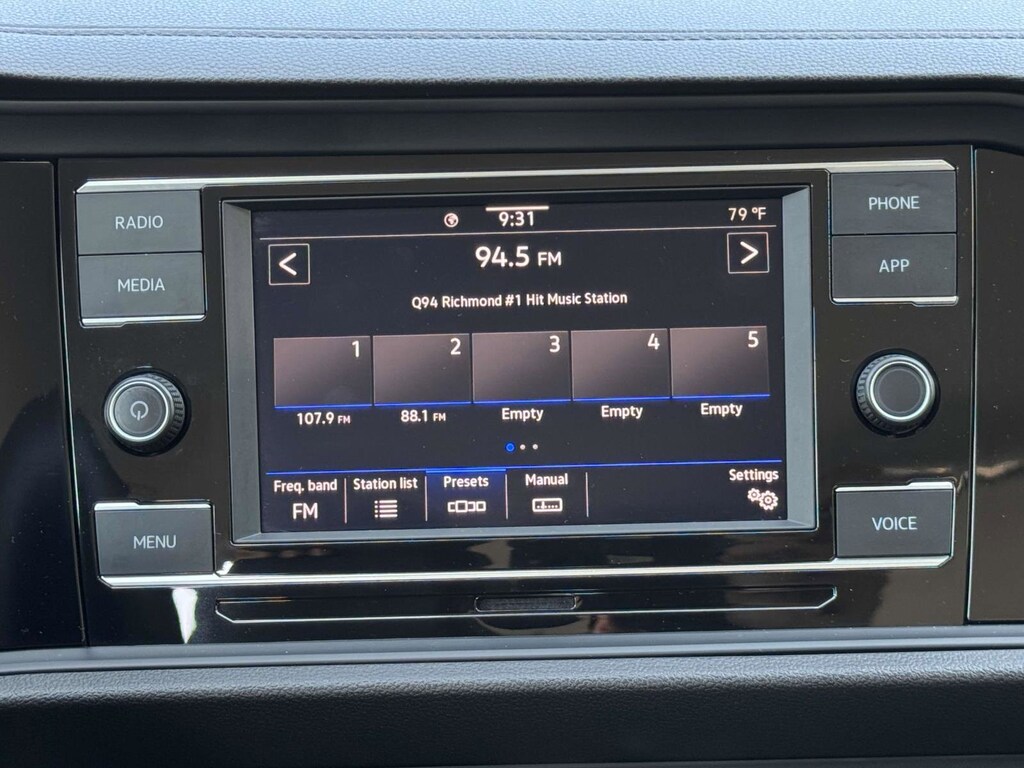 RADIO
MEDIA
MENU
9:31
79 °F
<
94.5 FM
>
Q94 Richmond #1 Hit Music Station
1
2
3
4
5
107.9 FM
88.1 FM
Empty
Empty
Empty
Freq. band
FM
Station list
Presets
Manual
Settings
PHONE
APP
VOICE